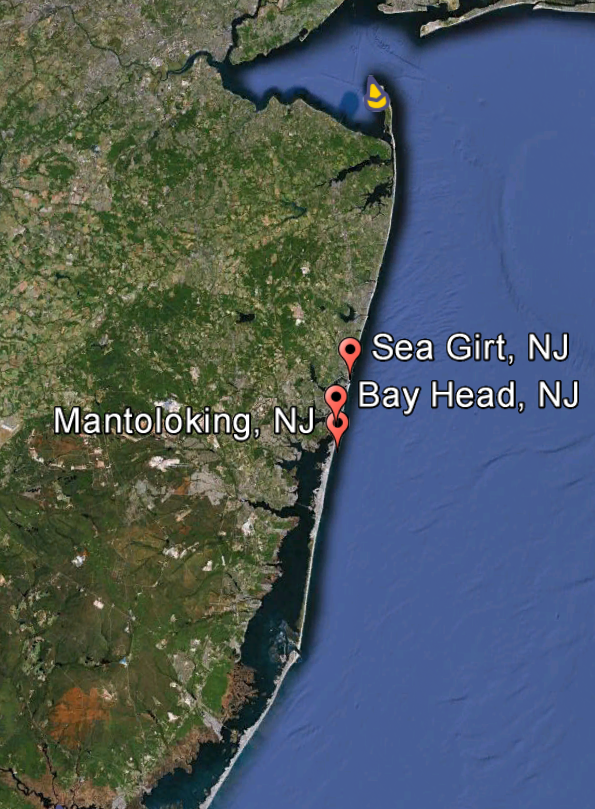 Sea Girt, NJ
Bay Head, NJ
Mantoloking, NJ